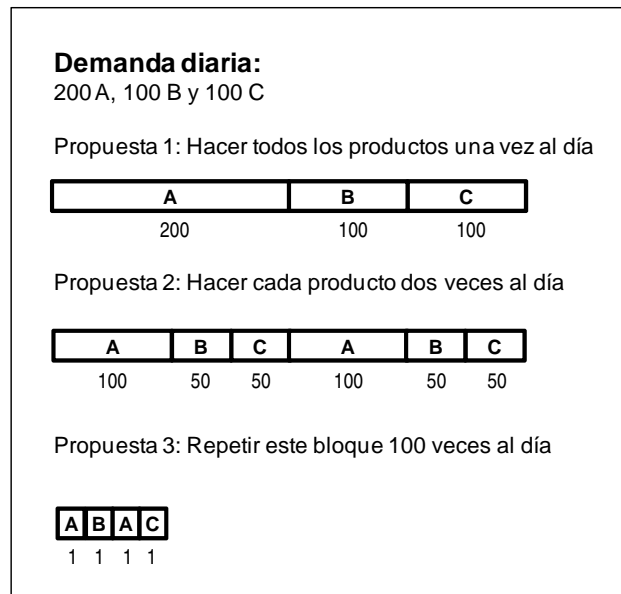 Demanda diaria:
200 A, 100 B y 100 C
Propuesta 1: Hacer todos los productos una vez al día
A B C
200 100 100
Propuesta 2: Hacer cada producto dos veces al día
A B C A B C
100 50 50 100 50 50
Propuesta 3: Repetir este bloque 100 veces al día
A B A C
1 1 1 1